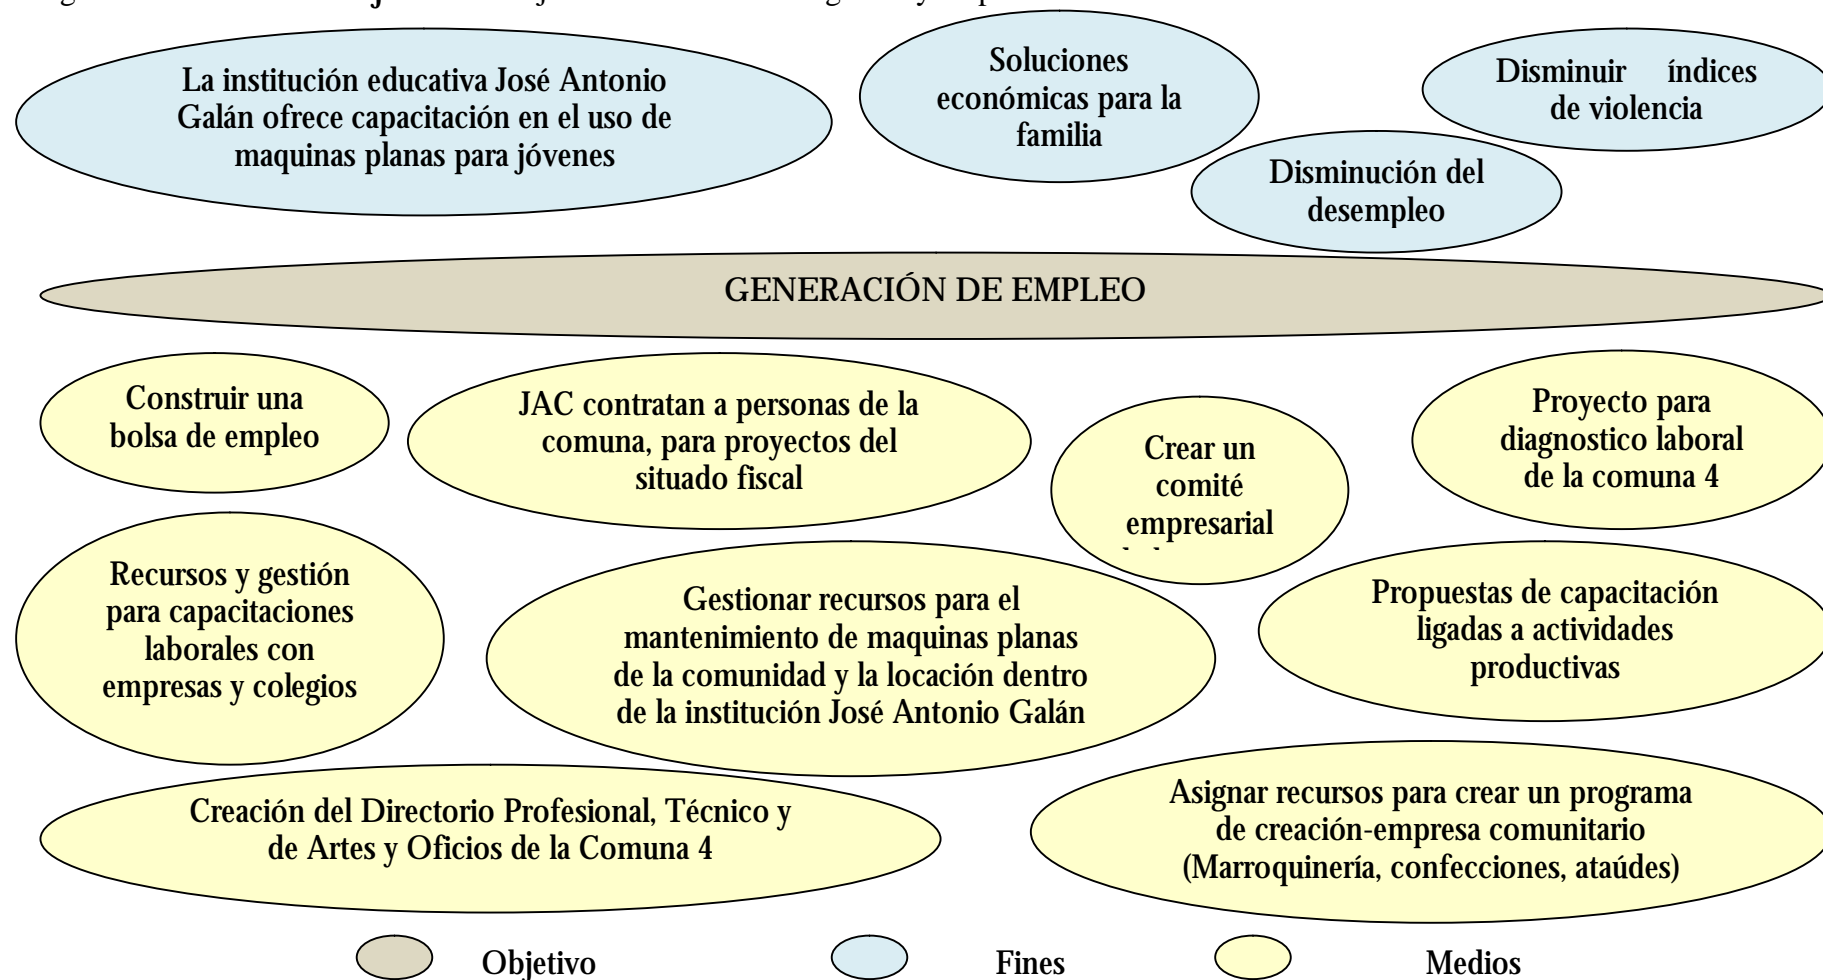 La institución educativa José Antonio
Galán ofrece capacitación en el uso de
maquinas planas para jóvenes
Soluciones
económicas para la
familia
Disminuir índices
de violencia
Disminución del
desempleo
GENERACIÓN DE EMPLEO
Construir una
bolsa de empleo
JAC contratan a personas de la
comuna, para proyectos del
situado fiscal
Crear un
comité
empresarial
Proyecto para
diagnostico laboral
de la comuna 4
Recursos y gestión
para capacitaciones
laborales con
empresas y colegios
Gestionar recursos para el
mantenimiento de maquinas planas
de la comunidad y la locación dentro
de la institución José Antonio Galán
Propuestas de capacitación
ligadas a actividades
productivas
Creación del Directorio Profesional, Técnico y
de Artes y Oficios de la Comuna 4
Asignar recursos para crear un programa
de creación-empresa comunitario
(Marroquinería, confecciones, ataúdes)
Objetivo
Fines
Medios